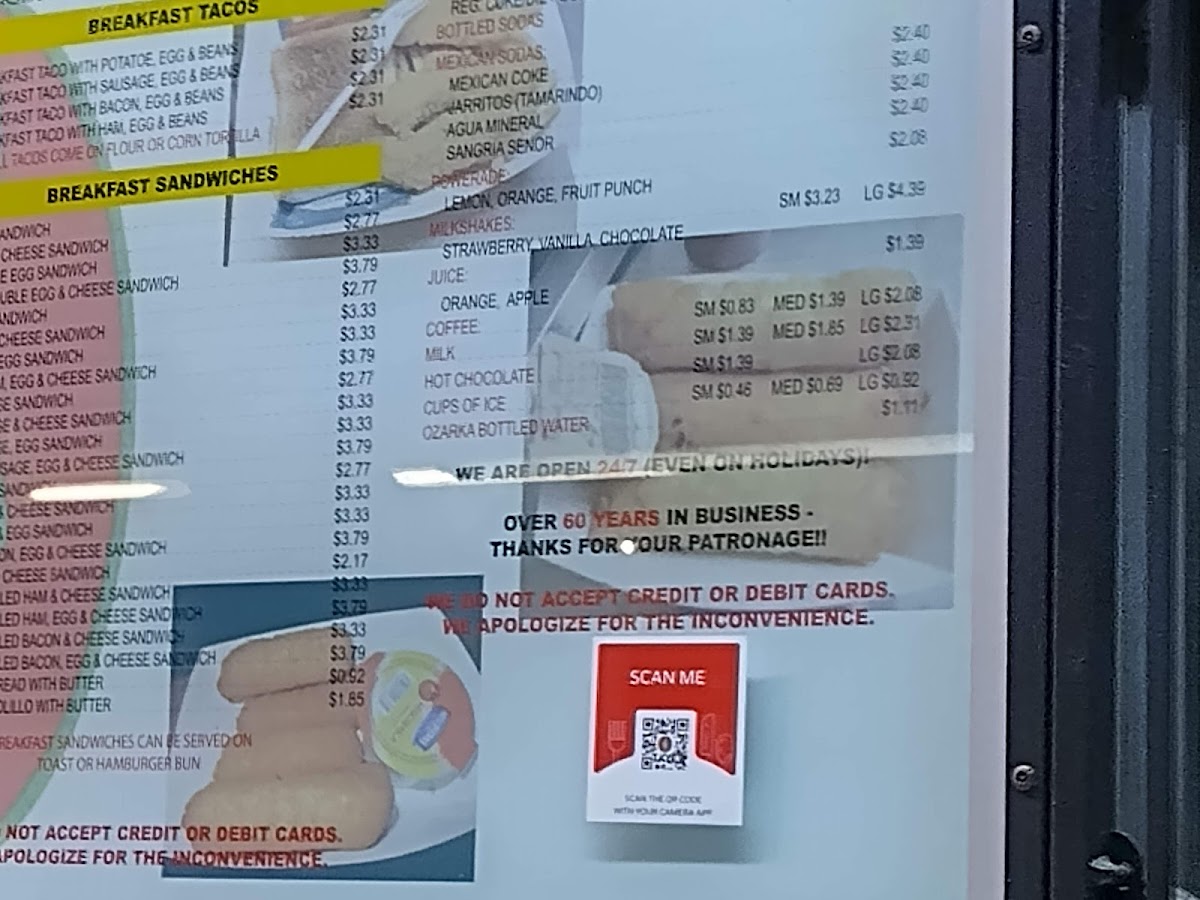 BREAKFAST TACOS
KFAST TACO WITH POTATOE, EGG & BEANS $2.31
KFAST TACO WITH SAUSAGE, EGG & BEANS $2.31
KFAST TACO WITH BACON, EGG & BEANS $2.31
KFAST TACO WITH HAM, EGG & BEANS $2.31
L TACOS COME ON FLOUR OR CORN TORTILLA
BREAKFAST SANDWICHES
ANDWICH $2.31
CHEESE SANDWICH $2.77
E EGG SANDWICH $3.33
UBLE EGG & CHEESE SANDWICH $3.79
ANDWICH $2.77
CHEESE SANDWICH $3.33
EGG SANDWICH $3.33
, EGG & CHEESE SANDWICH $3.79
SE SANDWICH $2.77
GE & CHEESE SANDWICH $3.33
GE, EGG SANDWICH $3.33
SAGE, EGG & CHEESE SANDWICH $3.79
SANDWICH $2.77
& CHEESE SANDWICH $3.33
EGG SANDWICH $3.33
ON, EGG & CHEESE SANDWICH $3.79
CHEESE SANDWICH $2.17
LED HAM & CHEESE SANDWICH $3.33
LED HAM, EGG & CHEESE SANDWICH $3.79
LED BACON & CHEESE SANDWICH $3.33
LED BACON, EGG & CHEESE SANDWICH $3.79
READ WITH BUTTER $0.92
OLILLO WITH BUTTER $1.85
REAKFAST SANDWICHES CAN BE SERVED ON
TOAST OR HAMBURGER BUN
NOT ACCEPT CREDIT OR DEBIT CARDS.
APOLOGIZE FOR THE INCONVENIENCE.
REG. COKE
BOTTLED SODAS
MEXICAN SODAS:
MEXICAN COKE $2.40
JARRITOS (TAMARINDO) $2.40
AGUA MINERAL $2.40
SANGRIA SENOR $2.40
POWERADE:
LEMON, ORANGE, FRUIT PUNCH $2.08
MILKSHAKES:
STRAWBERRY, VANILLA, CHOCOLATE SM $3.23 LG $4.39
JUICE:
ORANGE, APPLE $1.39
COFFEE: SM $0.83 MED $1.39 LG $2.08
MILK SM $1.39 MED $1.85 LG $2.31
HOT CHOCOLATE SM $1.39 LG $2.08
CUPS OF ICE SM $0.46 MED $0.69 LG $0.92
OZARKA BOTTLED WATER $1.11
WE ARE OPEN 24/7 (EVEN ON HOLIDAYS)!
OVER 60 YEARS IN BUSINESS -
THANKS FOR YOUR PATRONAGE!!
WE DO NOT ACCEPT CREDIT OR DEBIT CARDS.
WE APOLOGIZE FOR THE INCONVENIENCE.
SCAN ME
SCAN THE QR CODE
WITH YOUR CAMERA APP